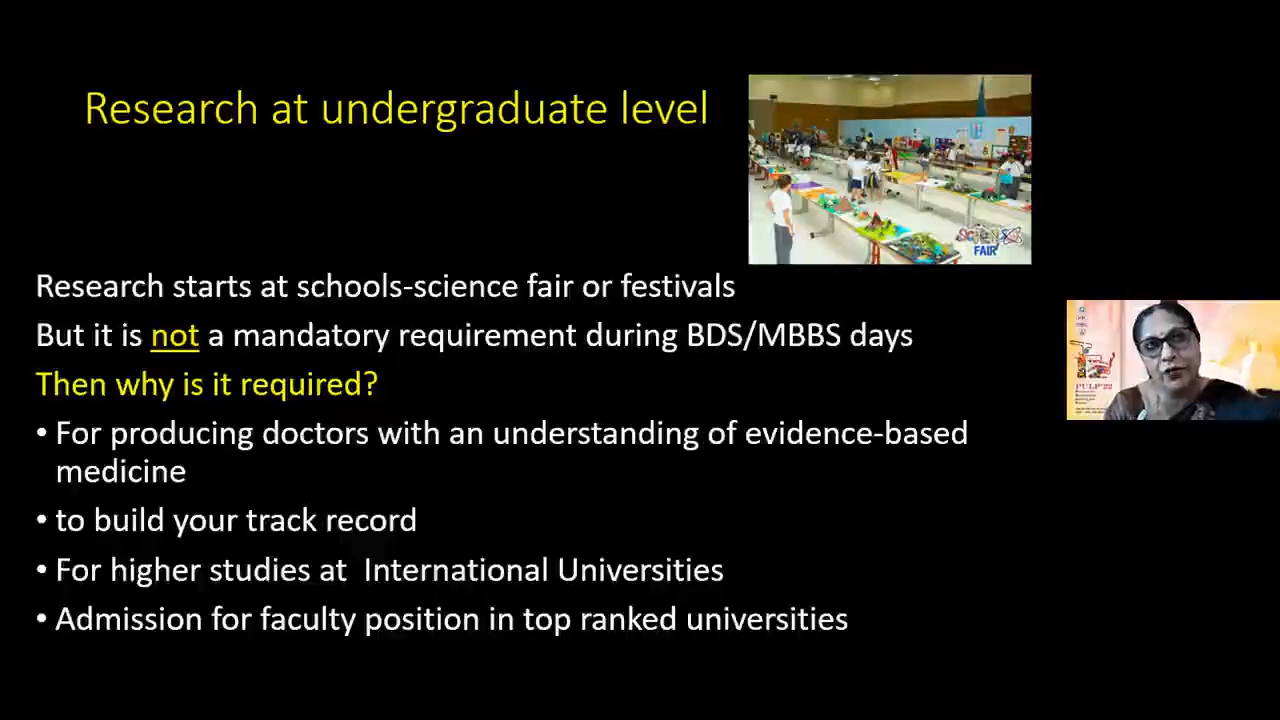 Research at undergraduate level
SCIENCE
FAIR
Research starts at schools-science fair or festivals
But it is not a mandatory requirement during BDS/MBBS days
Then why is it required?
• For producing doctors with an understanding of evidence-based
medicine
• to build your track record
• For higher studies at  International Universities
• Admission for faculty position in top ranked universities
PULP'22